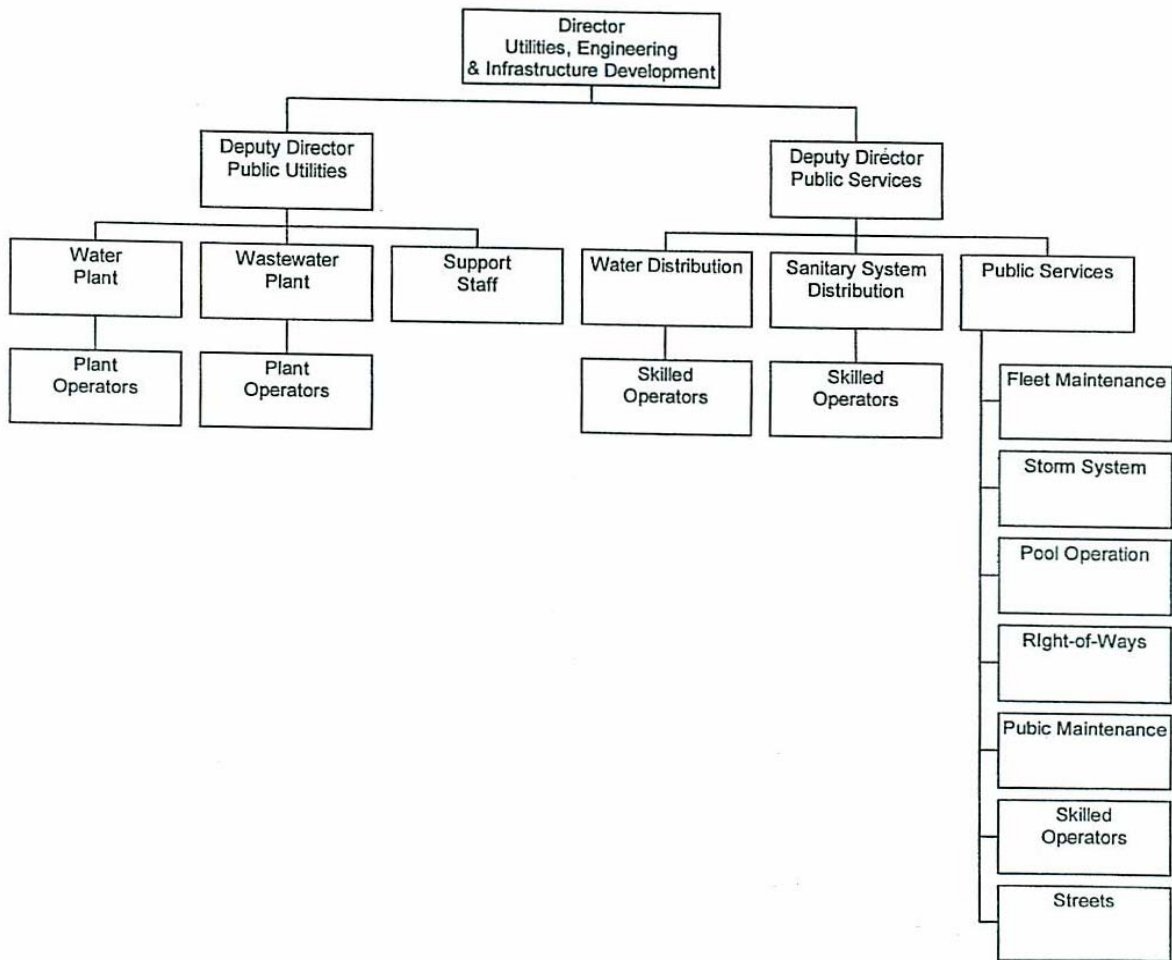 Director
Utilities, Engineering
& Infrastructure Development
Deputy Director
Public Utilities
Deputy Director
Public Services
Water
Plant
Wastewater
Plant
Support
Staff
Water Distribution
Sanitary System
Distribution
Public Services
Plant
Operators
Plant
Operators
Skilled
Operators
Skilled
Operators
Fleet Maintenance
Storm System
Pool Operation
RIght-of-Ways
Pubic Maintenance
Skilled
Operators
Streets